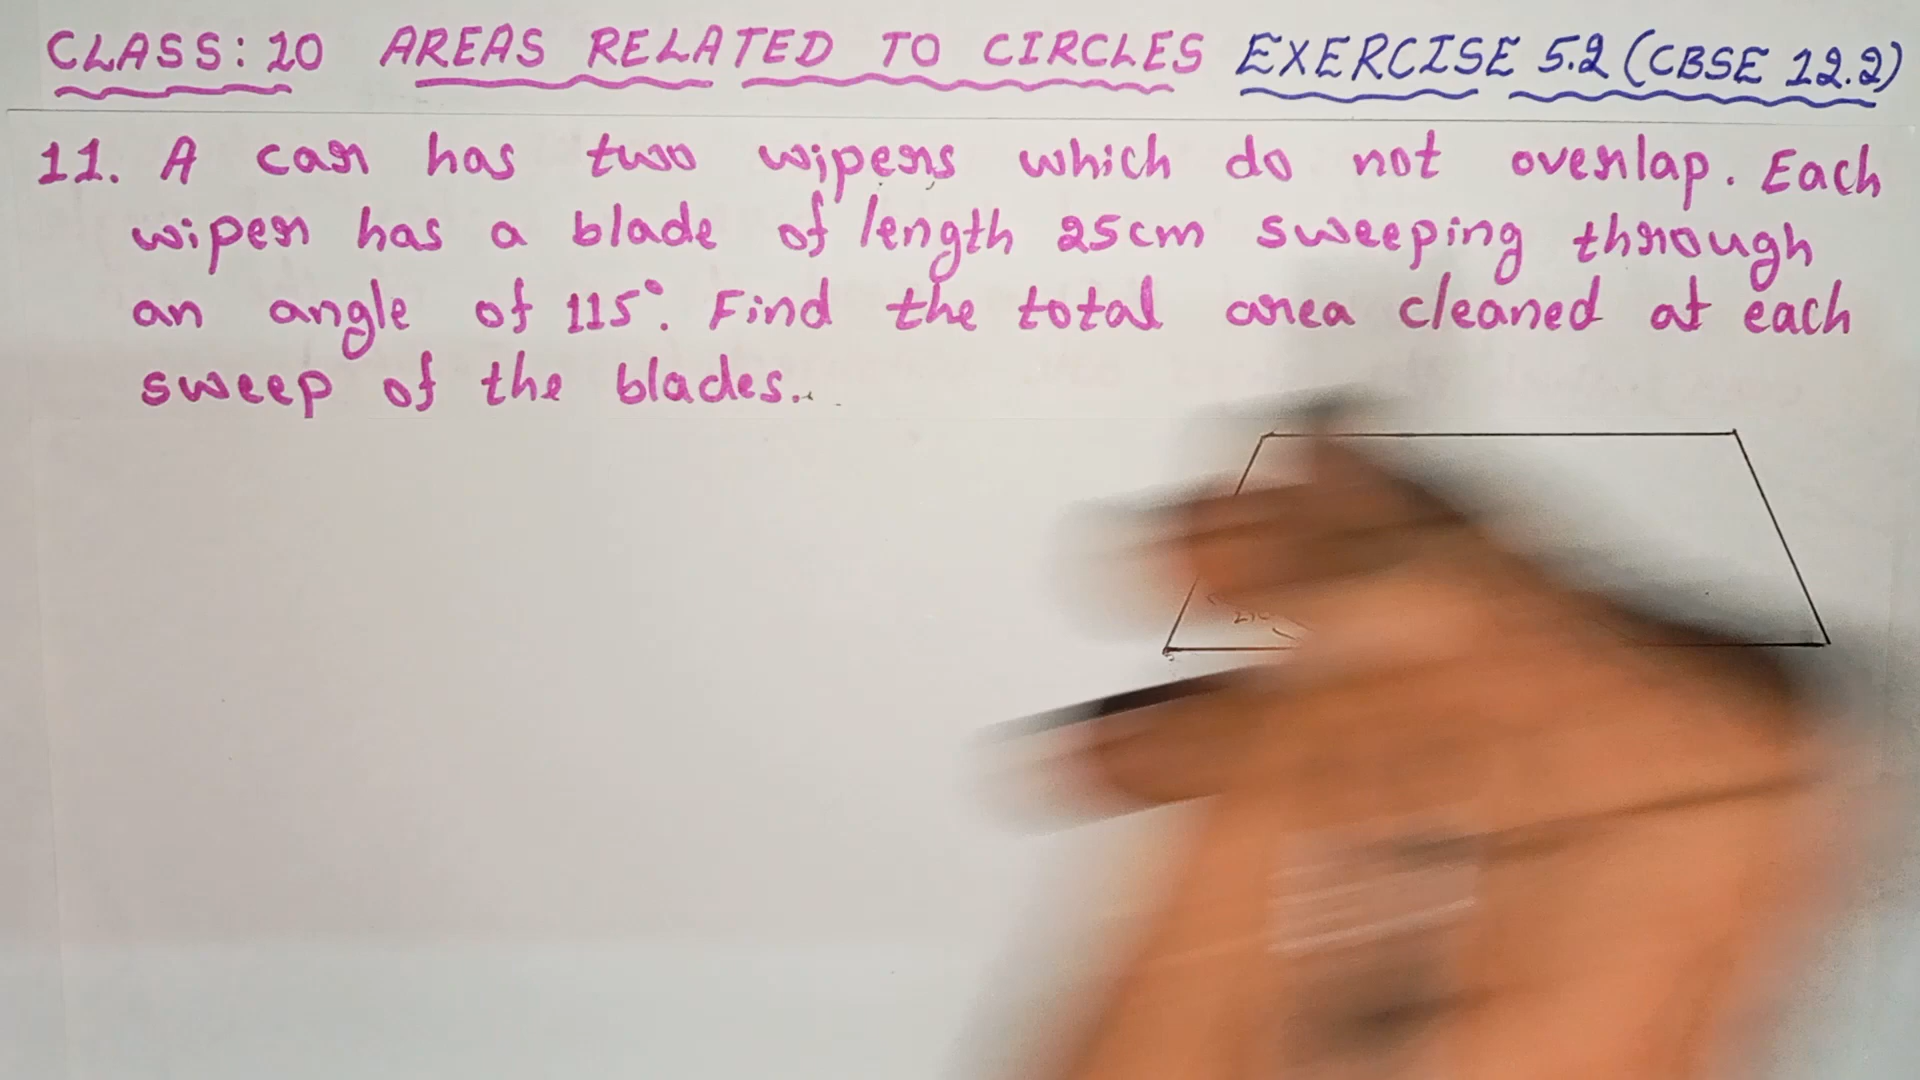 CLASS: 10 AREAS RELATED TO CIRCLES EXERCISE 5.2 (CBSE 12.2)
11. A car has two wipers which do not overlap. Each
wiper has a blade of length 25cm sweeping through
an angle of 115°. Find the total area cleaned at each
sweep of the blades.